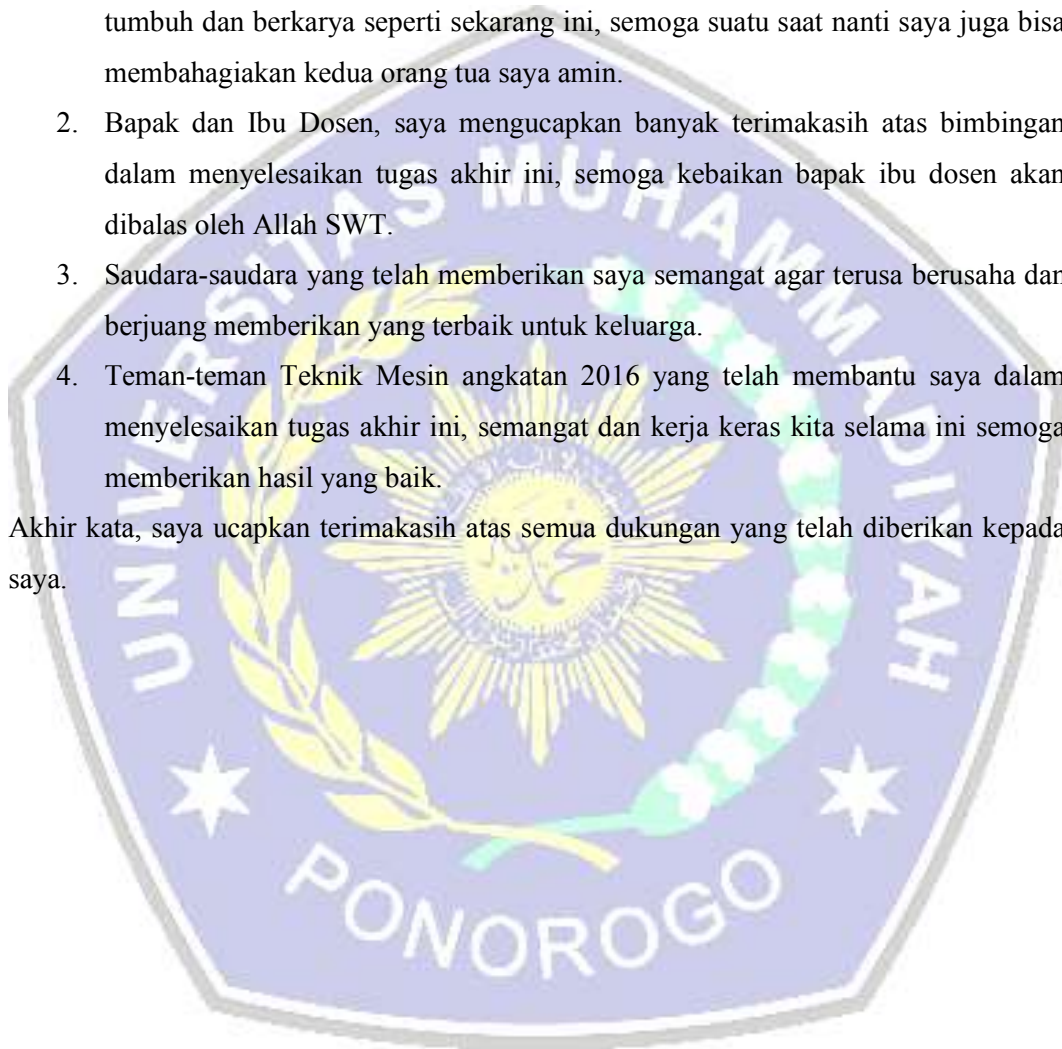 tumbuh dan berkarya seperti sekarang ini, semoga suatu saat nanti saya juga bisa
membahagiakan kedua orang tua saya amin.
2. Bapak dan Ibu Dosen, saya mengucapkan banyak terimakasih atas bimbingan
dalam menyelesaikan tugas akhir ini, semoga kebaikan bapak ibu dosen akan
dibalas oleh Allah SWT.
3. Saudara-saudara yang telah memberikan saya semangat agar terusa berusaha dan
berjuang memberikan yang terbaik untuk keluarga.
4. Teman-teman Teknik Mesin angkatan 2016 yang telah membantu saya dalam
menyelesaikan tugas akhir ini, semangat dan kerja keras kita selama ini semoga
memberikan hasil yang baik.
Akhir kata, saya ucapkan terimakasih atas semua dukungan yang telah diberikan kepada
saya.
UNIVERSITAS MUHAMMADIYAH
PONOROGO